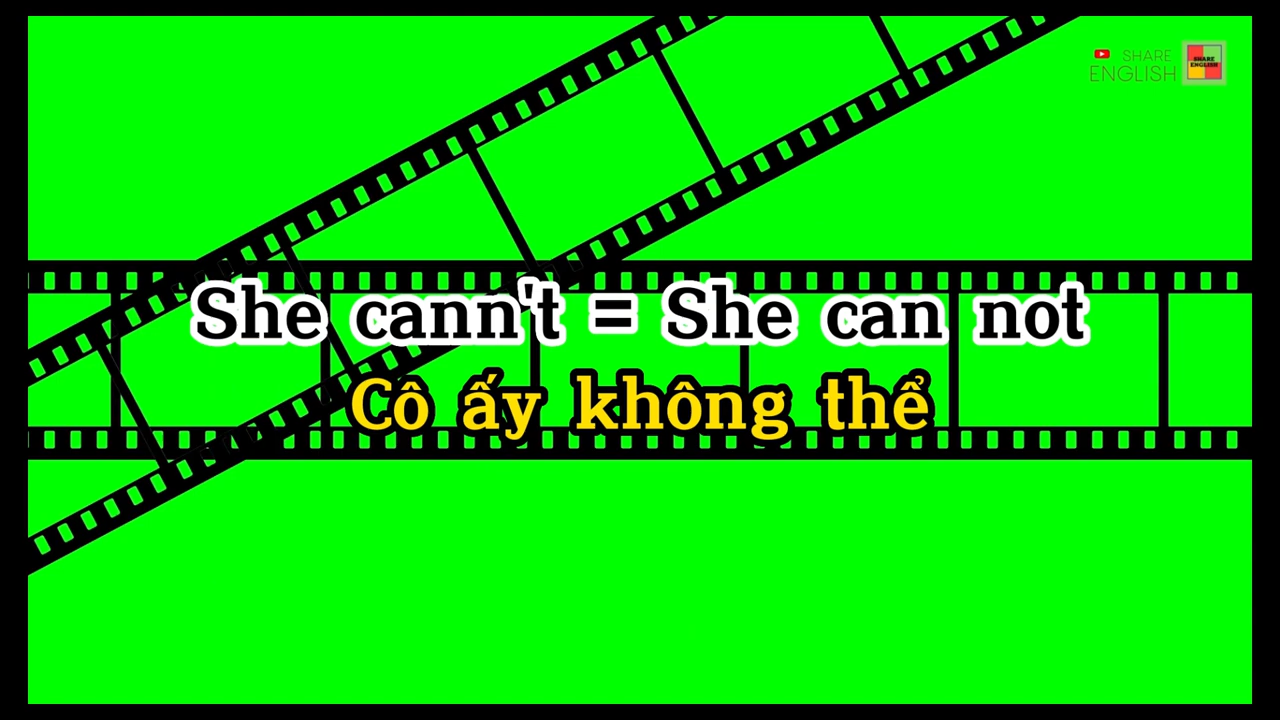 SHARE
ENGLISH
SHARE
ENGLISH
She cann't = She can not
Cô ấy không thể